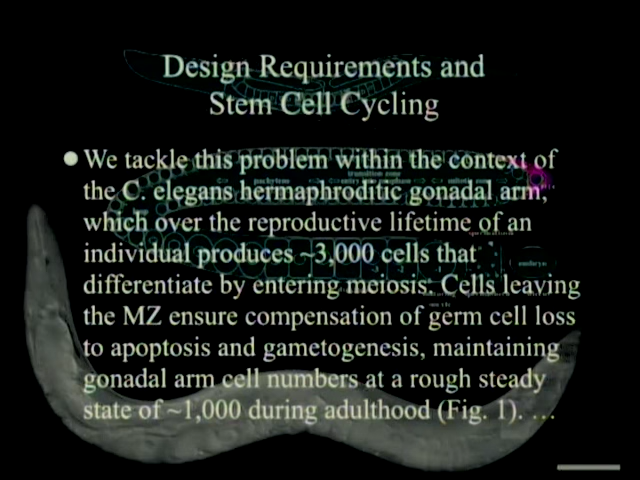 Design Requirements and
Stem Cell Cycling
• We tackle this problem within the context of
the C. elegans hermaphroditic gonadal arm,
which over the reproductive lifetime of an
individual produces ~3,000 cells that
differentiate by entering meiosis. Cells leaving
the MZ ensure compensation of germ cell loss
to apoptosis and gametogenesis, maintaining
gonadal arm cell numbers at a rough steady
state of ~1,000 during adulthood (Fig. 1). …